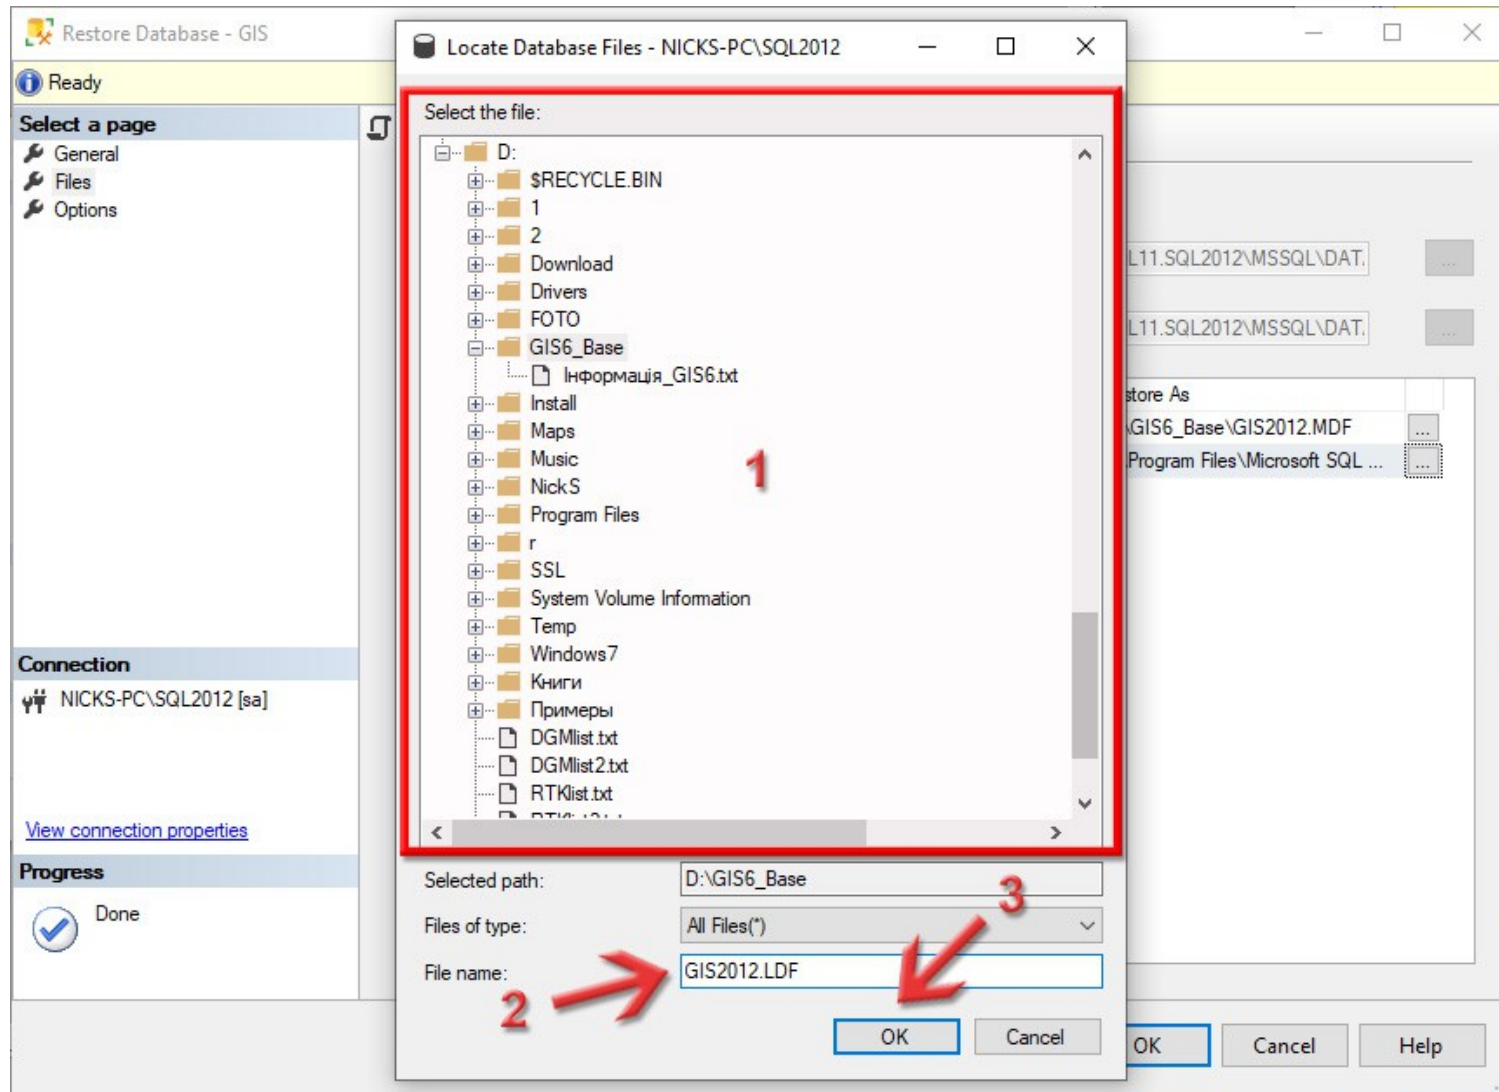 Restore Database - GIS
Ready
Select a page
General
Files
Options
Connection
NICKS-PC\SQL2012 [sa]
View connection properties
Progress
Done
Locate Database Files - NICKS-PC\SQL2012
Select the file:
D:
$RECYCLE.BIN
1
2
Download
Drivers
FOTO
GIS6_Base
Інформація_GIS6.txt
Install
Maps
Music
NickS
Program Files
r
SSL
System Volume Information
Temp
Windows7
Книги
Примеры
DGMlist.txt
DGMlist2.txt
RTKlist.txt
1
Selected path: D:\GIS6_Base
3
Files of type: All Files(*)
File name: GIS2012.LDF
2
OK Cancel
L11.SQL2012\MSSQL\DAT. ...
L11.SQL2012\MSSQL\DAT. ...
store As
\GIS6_Base\GIS2012.MDF ...
Program Files\Microsoft SQL ... ...
OK Cancel Help